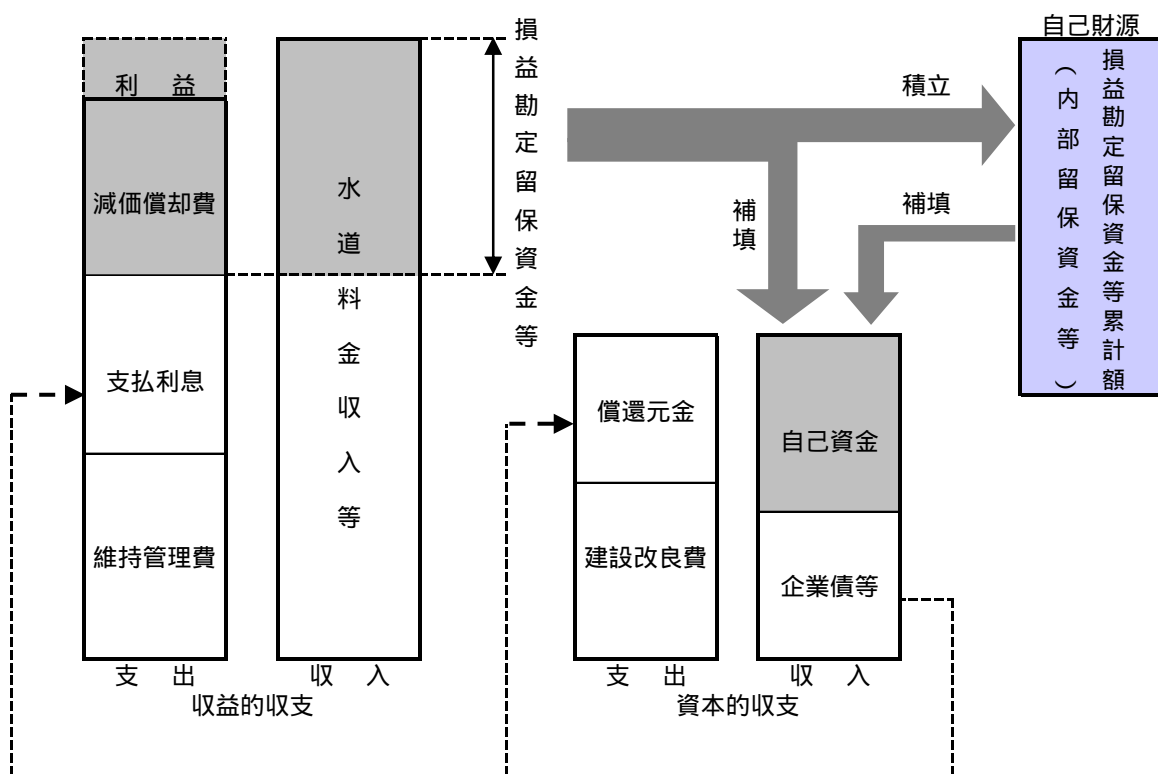 利 益
減価償却費
支払利息
維持管理費
支 出
水道料金収入等
収 入
収益的収支
損益勘定留保資金等
積立
補填
補填
自己財源
損益勘定留保資金等累計額
（内部留保資金等）
償還元金
建設改良費
支 出
自己資金
企業債等
収 入
資本的収支